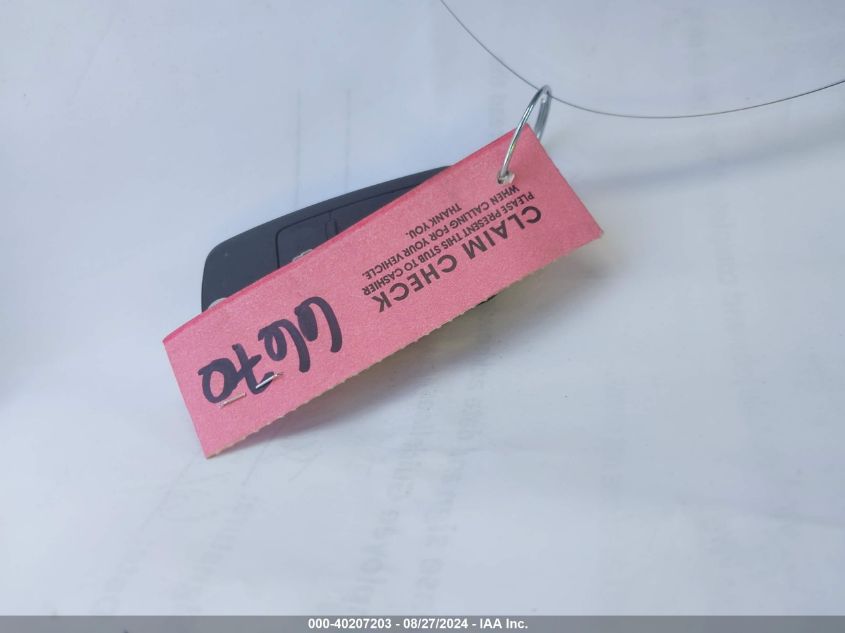 CLAIM CHECK
PLEASE PRESENT THIS STUB TO CASHIER
WHEN CALLING FOR YOUR VEHICLE.
THANK YOU.
6670
000-40207203 - 08/27/2024 - IAA Inc.